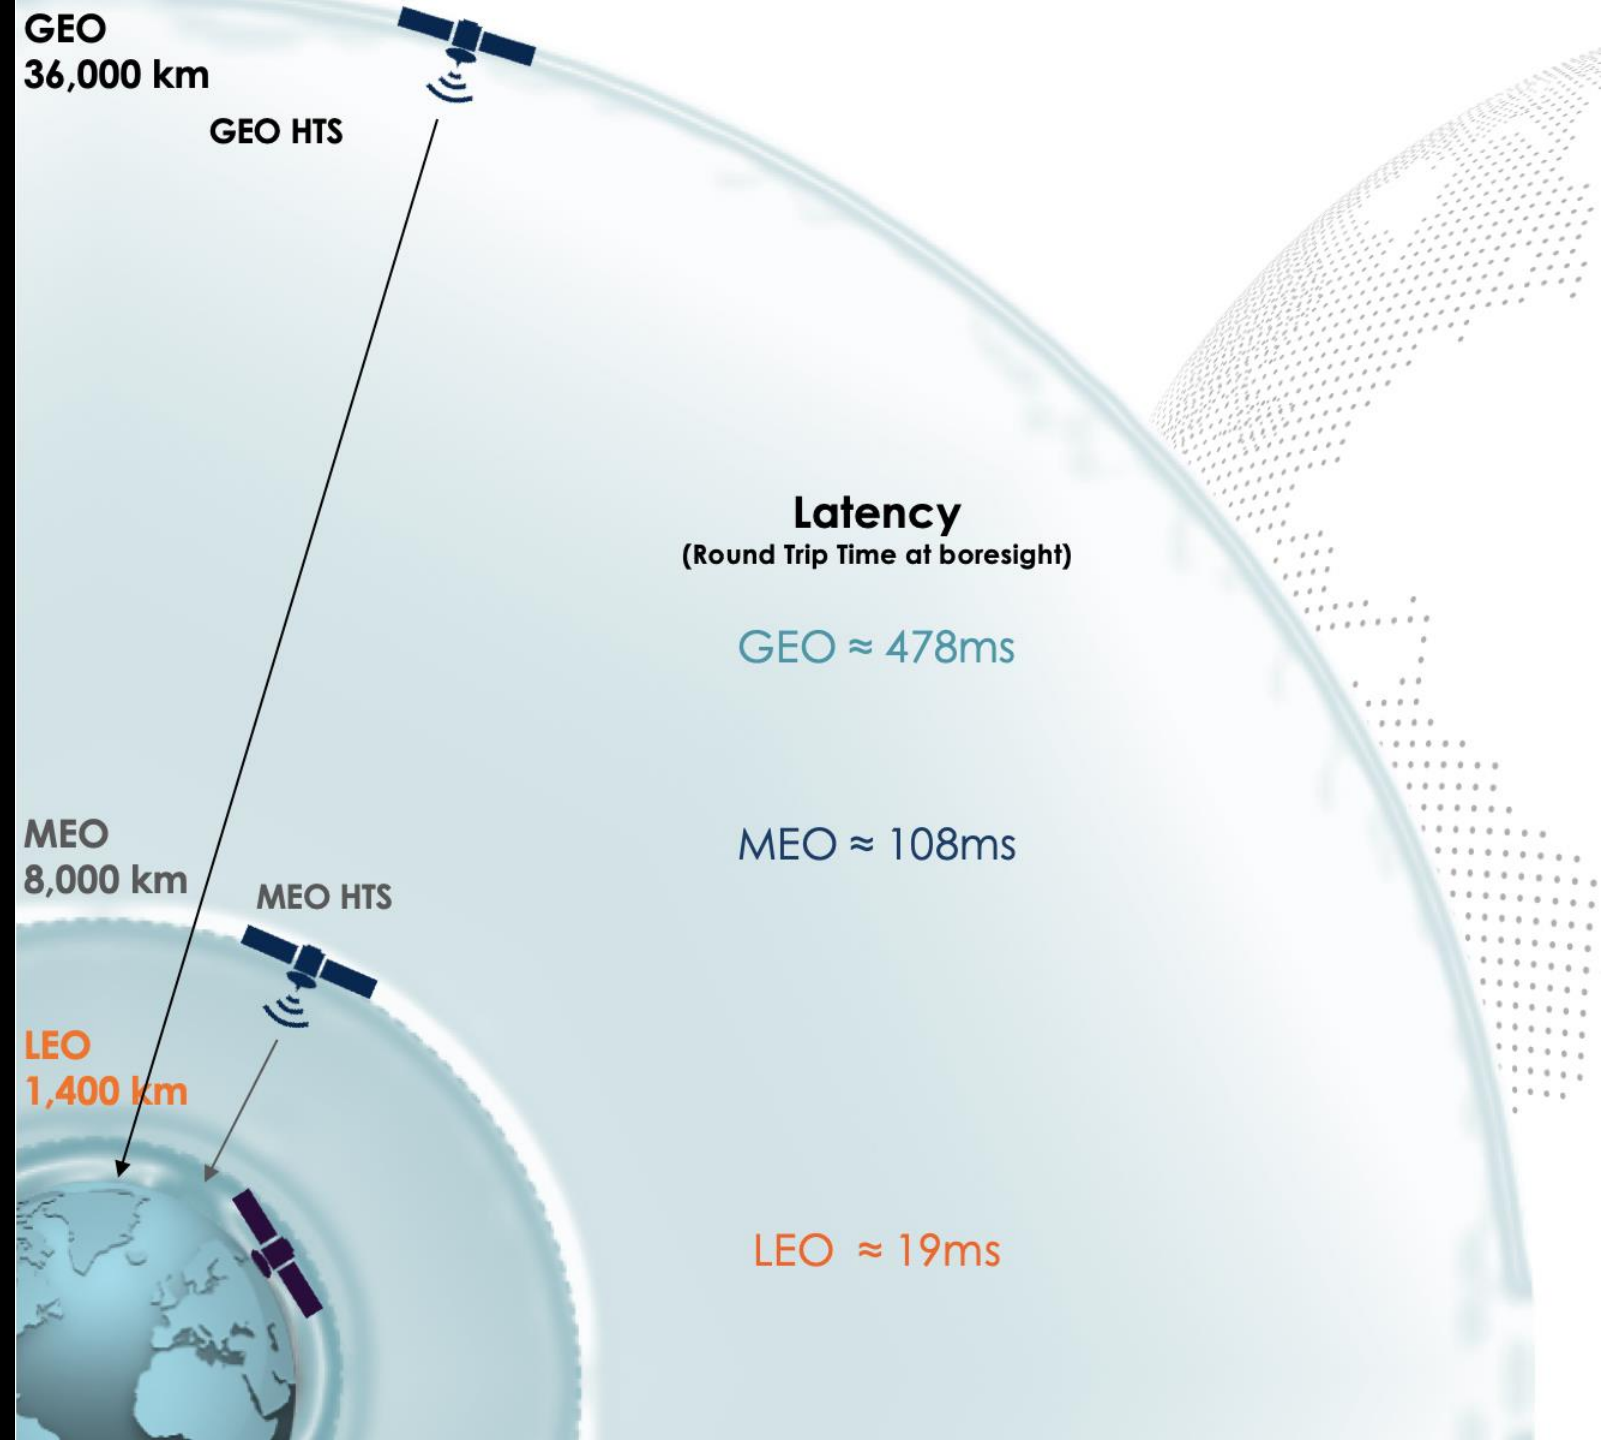 GEO
36,000 km
GEO HTS
Latency
(Round Trip Time at boresight)
GEO ≈ 478ms
MEO
8,000 km
MEO HTS
MEO ≈ 108ms
LEO
1,400 km
LEO ≈ 19ms